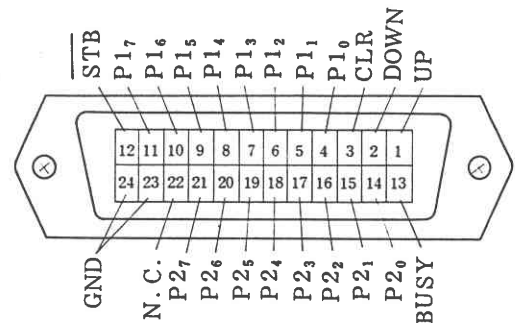 S̅T̅B̅ P1₇ P1₆ P1₅ P1₄ P1₃ P1₂ P1₁ P1₀ CLR DOWN UP
12 11 10 9 8 7 6 5 4 3 2 1
24 23 22 21 20 19 18 17 16 15 14 13
GND N.C. P2₇ P2₆ P2₅ P2₄ P2₃ P2₂ P2₁ P2₀ BUSY